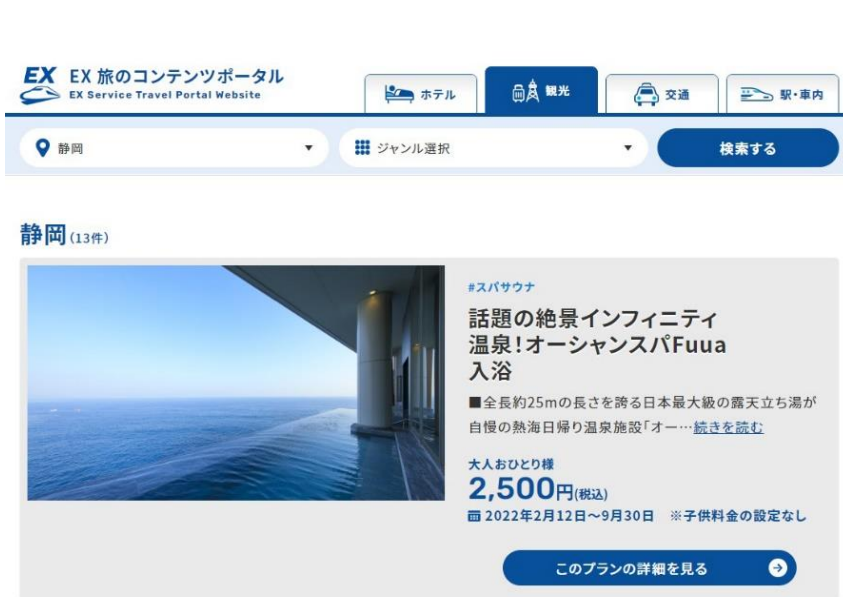 EX EX 旅のコンテンツポータル
EX Service Travel Portal Website
ホテル
観光
交通
駅・車内
静岡
ジャンル選択
検索する
静岡(13件)
#スパサウナ
話題の絶景インフィニティ
温泉!オーシャンスパFuua
入浴
■全長約25mの長さを誇る日本最大級の露天立ち湯が
自慢の熱海日帰り温泉施設「オー…続きを読む
大人おひとり様
2,500円(税込)
2022年2月12日～9月30日 ※子供料金の設定なし
このプランの詳細を見る